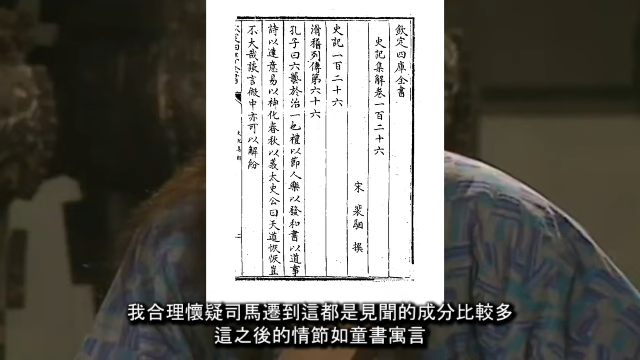 欽定四庫全書
史記集解卷一百二十六
宋 裴駰 撰
史記一百二十六
滑稽列傳第六十六
孔子曰六藝於治一也禮以節人樂以發和書以道事
詩以達意易以神化春秋以義太史公曰天道恢恢豈
不大哉談言微中亦可以解紛
我合理懷疑司馬遷到這都是見聞的成分比較多
這之後的情節如童書寓言